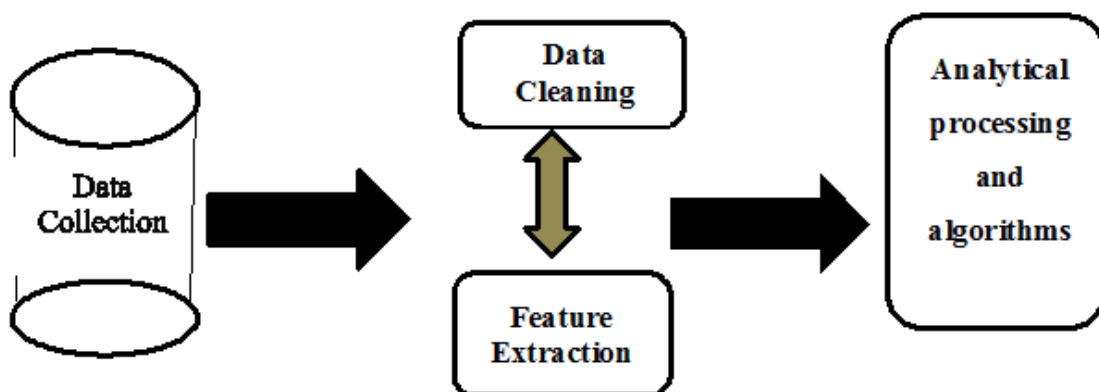 Data
Collection
Data
Cleaning
Feature
Extraction
Analytical
processing
and
algorithms